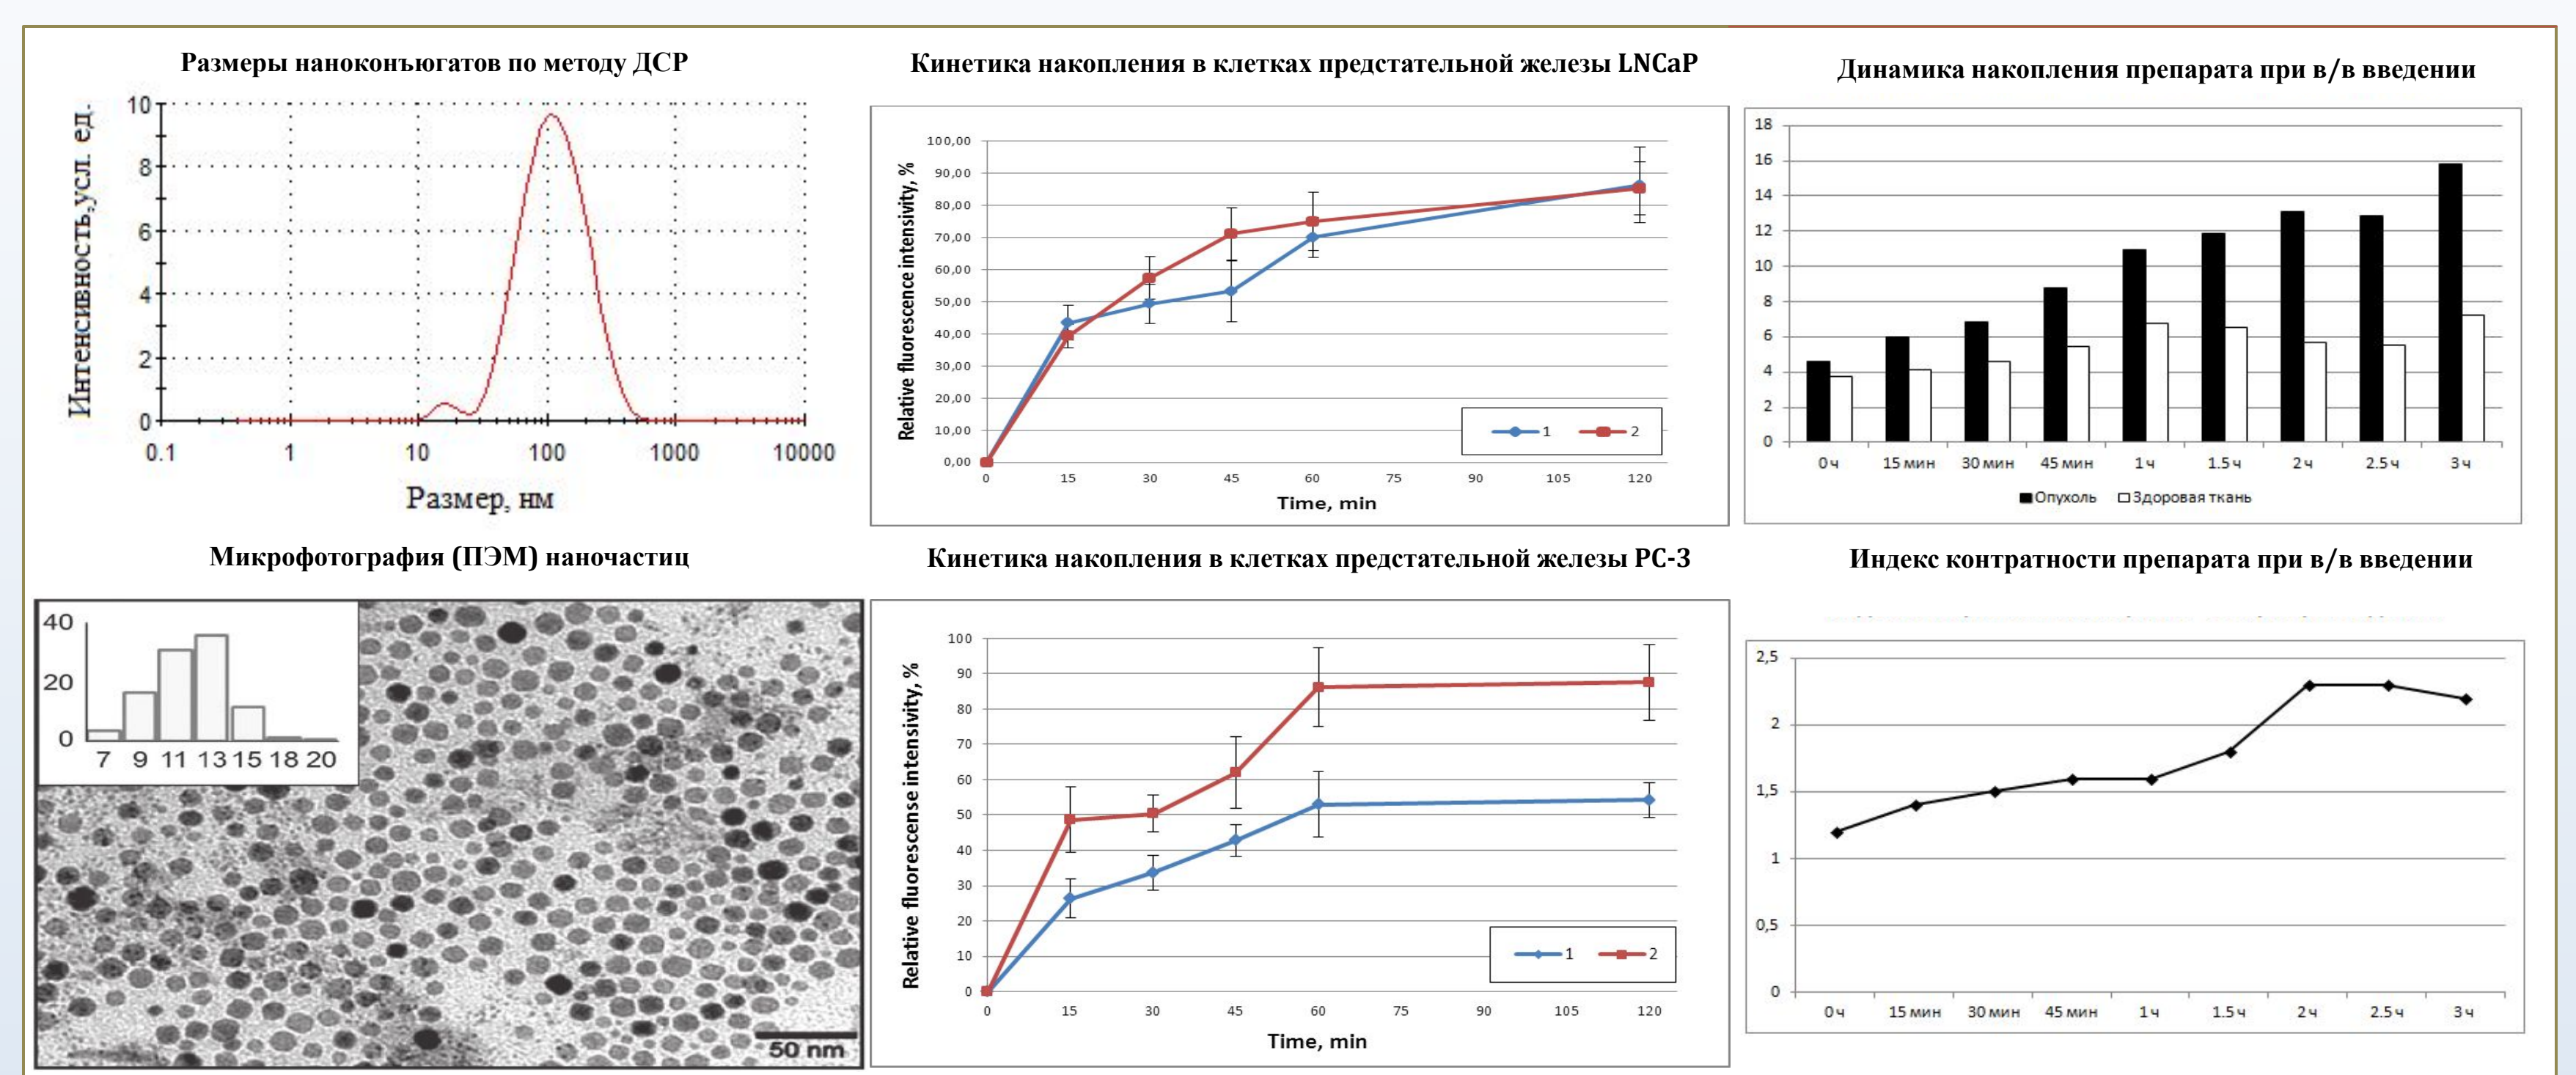 Размеры наноконъюгатов по методу ДСР
Интенсивность,усл. ед.
10
8
6
4
2
0
0.1 1 10 100 1000 10000
Размер, нм
Кинетика накопления в клетках предстательной железы LNCaP
Relative fluorescence intensivity, %
100,00
90,00
80,00
70,00
60,00
50,00
40,00
30,00
20,00
10,00
0,00
1 2
0 15 30 45 60 75 90 105 120
Time, min
Динамика накопления препарата при в/в введении
18
16
14
12
10
8
6
4
2
0
0 ч 15 мин 30 мин 45 мин 1 ч 1.5 ч 2 ч 2.5 ч 3 ч
Опухоль Здоровая ткань
Микрофотография (ПЭМ) наночастиц
40
20
0
7 9 11 13 15 18 20
50 nm
Кинетика накопления в клетках предстательной железы PC-3
Relative fluorescense intensivity, %
100
90
80
70
60
50
40
30
20
10
0
1 2
0 15 30 45 60 75 90 105 120
Time, min
Индекс контратности препарата при в/в введении
2,5
2
1,5
1
0,5
0
0 ч 15 мин 30 мин 45 мин 1 ч 1.5 ч 2 ч 2.5 ч 3 ч